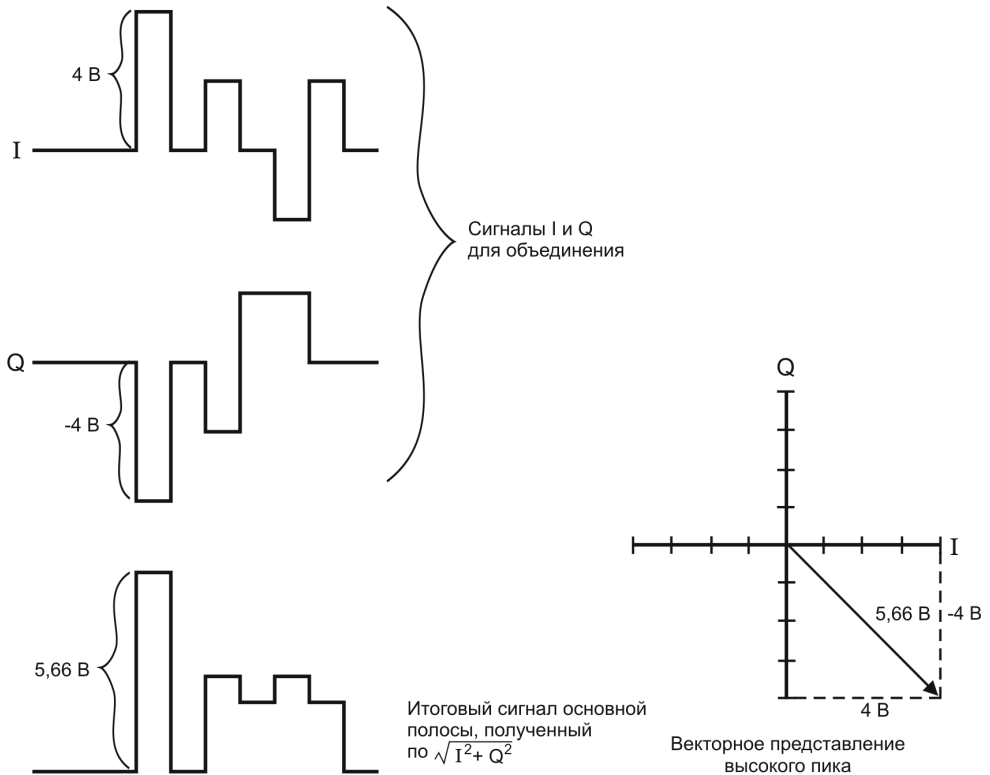 4 В
I
Сигналы I и Q
для объединения
Q
-4 В
Q
I
5,66 В
-4 В
4 В
5,66 В
Итоговый сигнал основной
полосы, полученный
по √I²+ Q²
Векторное представление
высокого пика